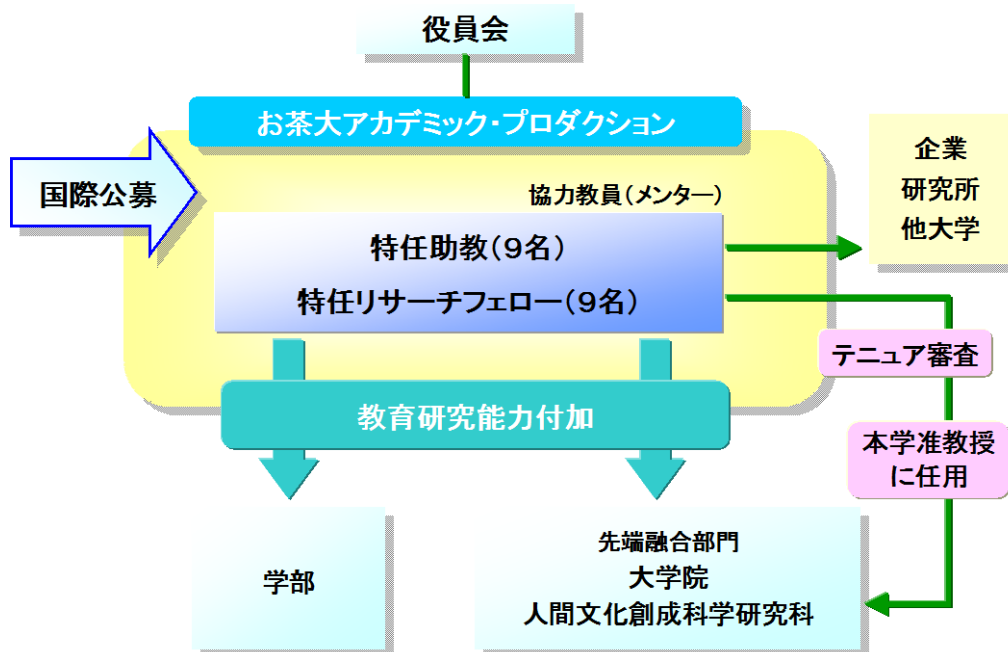 役員会
お茶大アカデミック・プロダクション
国際公募
協力教員(メンター)
特任助教(9名)
特任リサーチフェロー(9名)
企業
研究所
他大学
テニュア審査
教育研究能力付加
本学准教授
に任用
学部
先端融合部門
大学院
人間文化創成科学研究科